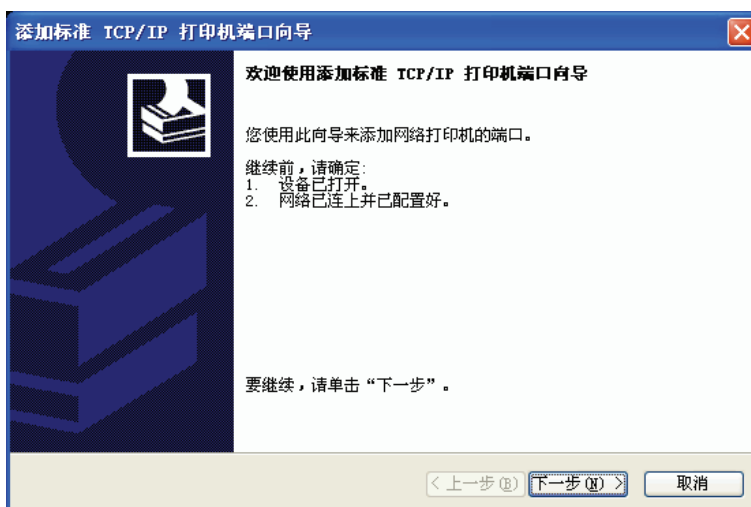 添加标准 TCP/IP 打印机端口向导
欢迎使用添加标准 TCP/IP 打印机端口向导
您使用此向导来添加网络打印机的端口。
继续前，请确定:
1. 设备已打开。
2. 网络已连上并已配置好。
要继续，请单击“下一步”。
< 上一步(B) 下一步(N) > 取消